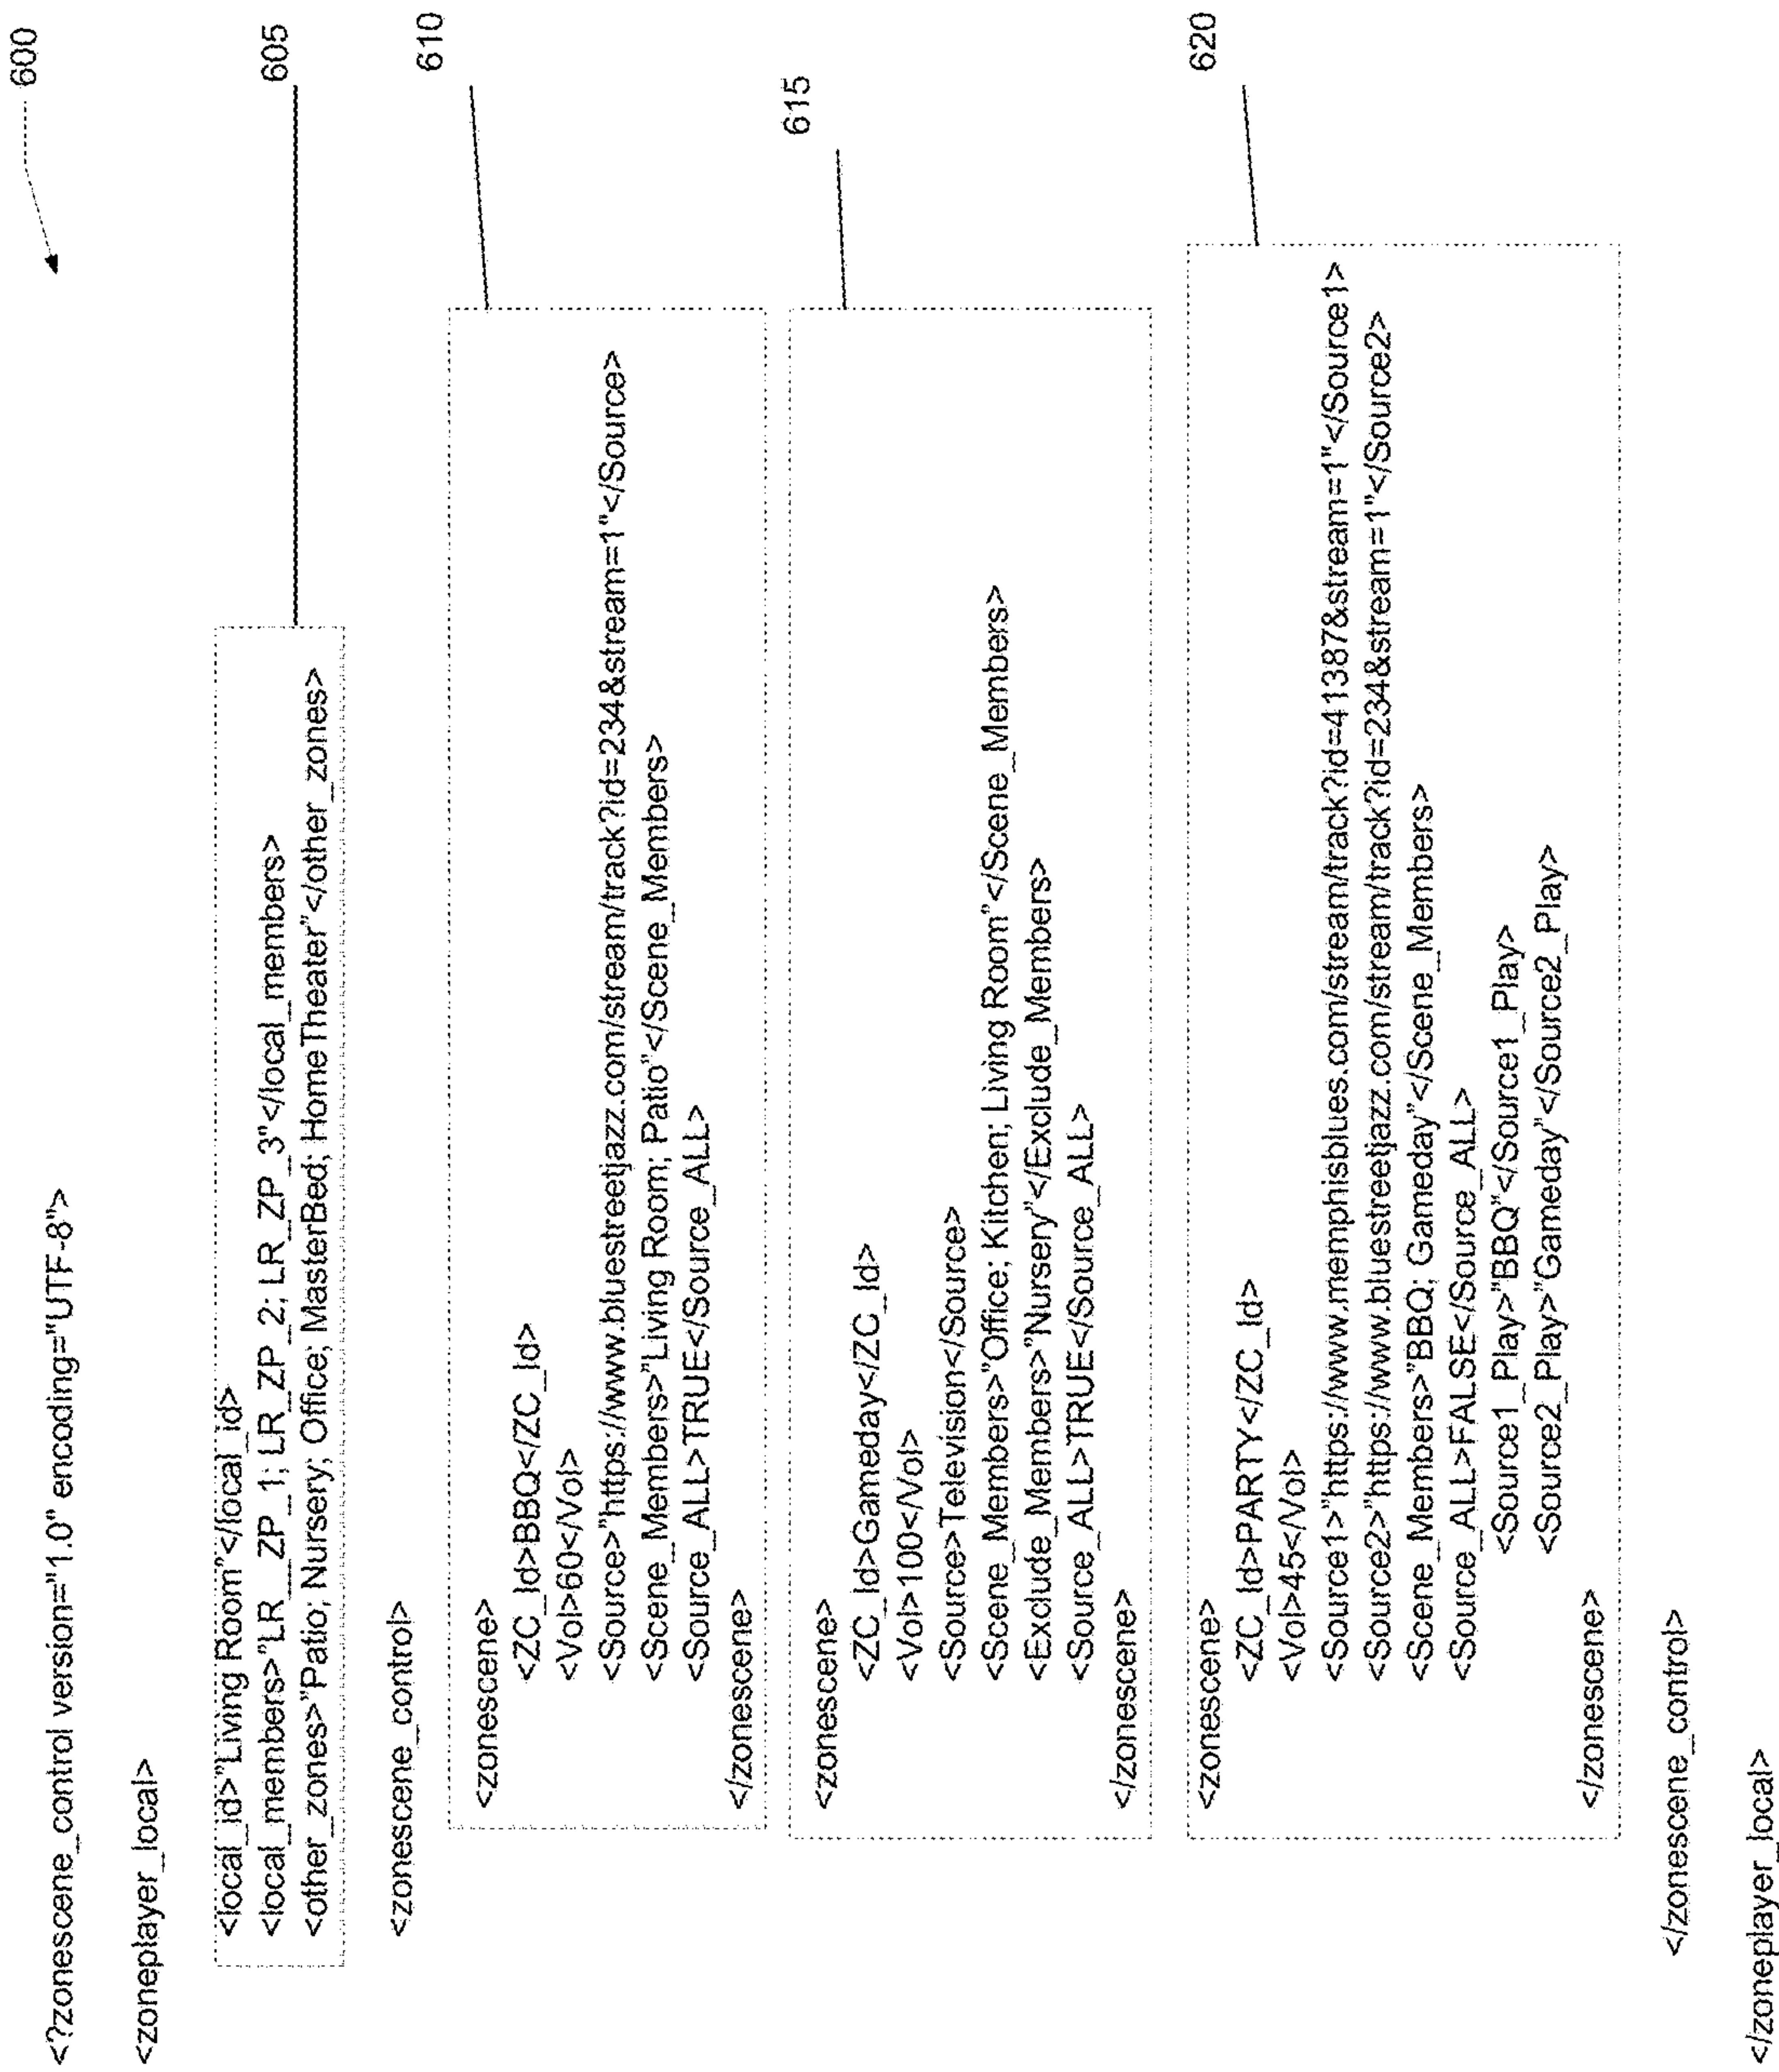 600
<?zonescene_control version="1.0" encoding="UTF-8">
<zoneplayer_local>
605
<local_id>"Living Room"</local_id>
<local_members>"LR_ZP_1; LR_ZP_2; LR_ZP_3"</local_members>
<other_zones>"Patio; Nursery; Office; MasterBed; HomeTheater"</other_zones>
<zonescene_control>
610
<zonescene>
<ZC_Id>BBQ</ZC_Id>
<Vol>60</Vol>
<Source>"https://www.bluestreetjazz.com/stream/track?id=234&stream=1"</Source>
<Scene_Members>"Living Room; Patio"</Scene_Members>
<Source_ALL>TRUE</Source_ALL>
</zonescene>
615
<zonescene>
<ZC_Id>Gameday</ZC_Id>
<Vol>100</Vol>
<Source>Television</Source>
<Scene_Members>"Office; Kitchen; Living Room"</Scene_Members>
<Exclude_Members>"Nursery"</Exclude_Members>
<Source_ALL>TRUE</Source_ALL>
</zonescene>
620
<zonescene>
<ZC_Id>PARTY</ZC_Id>
<Vol>45</Vol>
<Source1>"https://www.memphisblues.com/stream/track?id=41387&stream=1"</Source1>
<Source2>"https://www.bluestreetjazz.com/stream/track?id=234&stream=1"</Source2>
<Scene_Members>"BBQ; Gameday"</Scene_Members>
<Source_ALL>FALSE</Source_ALL>
<Source1_Play>"BBQ"</Source1_Play>
<Source2_Play>"Gameday"</Source2_Play>
</zonescene>
</zonescene_control>
</zoneplayer_local>